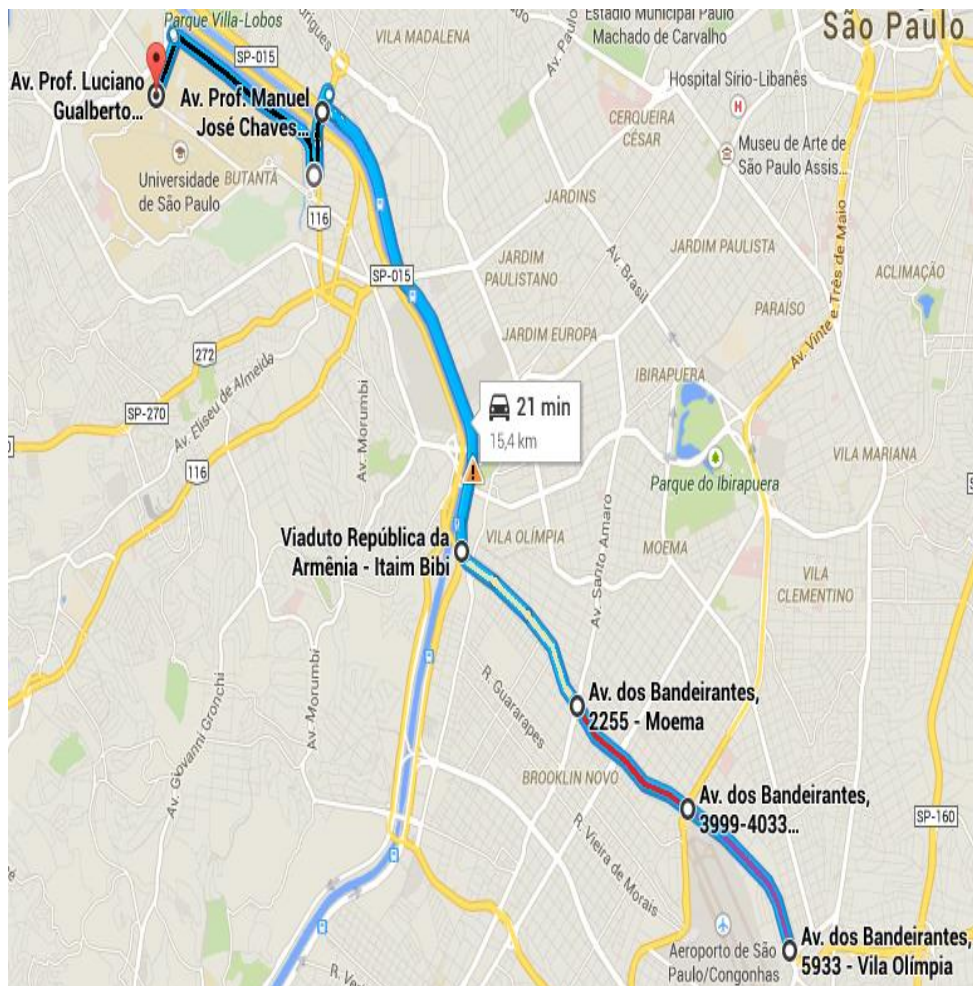 Parque Villa-Lobos
SP-015
VILA MADALENA
Estádio Municipal Paulo
Machado de Carvalho
São Paulo
Av. Prof. Luciano
Gualberto...
Av. Prof. Manuel
José Chaves...
Av. Paulo
Hospital Sírio-Libanês
H
CERQUEIRA
CÉSAR
Museu de Arte de
São Paulo Assis...
Universidade
de São Paulo
BUTANTÃ
116
JARDINS
SP-015
JARDIM
PAULISTANO
Av. Brasil
JARDIM PAULISTA
ACLIMAÇÃO
PARAÍSO
Av. Vinte e Três de Maio
JARDIM EUROPA
272
SP-270
Av. Eliseu de Almeida
Av. Morumbi
IBIRAPUERA
21 min
15,4 km
116
VILA MARIANA
Parque do Ibirapuera
Viaduto República da
Armênia - Itaim Bibi
VILA OLÍMPIA
Av. Santo Amaro
MOEMA
VILA
CLEMENTINO
Av. Giovanni Gronchi
Av. Morumbi
R. Guararapes
Av. dos Bandeirantes,
2255 - Moema
BROOKLIN NOVO
Av. dos Bandeirantes,
3999-4033...
SP-160
R. Vieira de Morais
Aeroporto de São
Paulo/Congonhas
Av. dos Bandeirantes,
5933 - Vila Olímpia